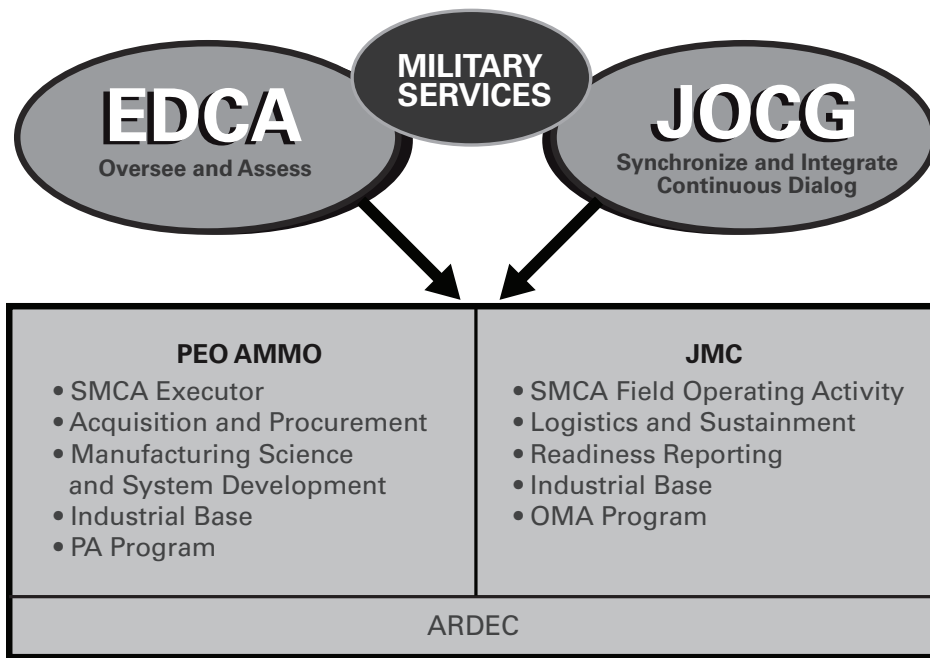 MILITARY
SERVICES
EDCA
Oversee and Assess
JOCG
Synchronize and Integrate
Continuous Dialog
PEO AMMO
• SMCA Executor
• Acquisition and Procurement
• Manufacturing Science
and System Development
• Industrial Base
• PA Program
JMC
• SMCA Field Operating Activity
• Logistics and Sustainment
• Readiness Reporting
• Industrial Base
• OMA Program
ARDEC